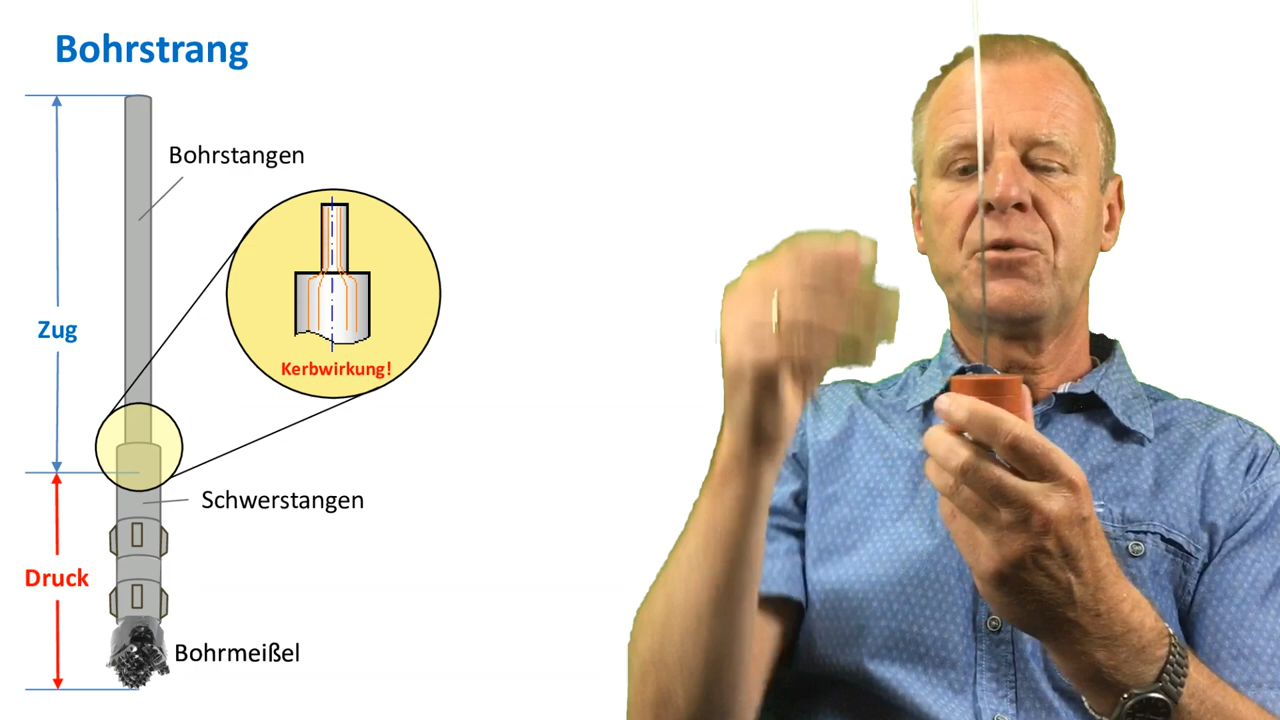 Bohrstrang
Bohrstangen
Zug
Kerbwirkung!
Schwerstangen
Druck
Bohrmeißel